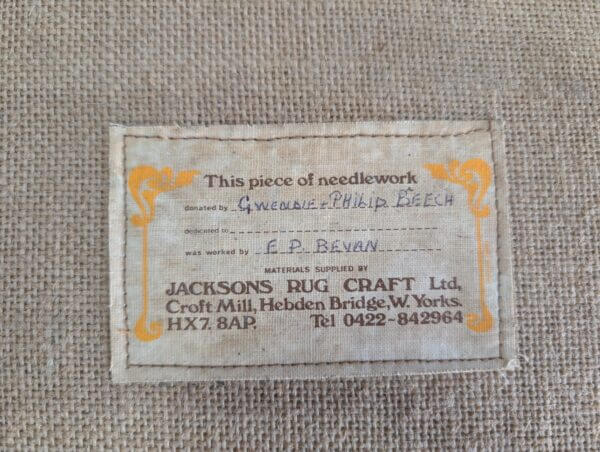 This piece of needlework
donated by GWENDDIE - PHILIP BEECH
dedicated to
was worked by E P. BEVAN
MATERIALS SUPPLIED BY
JACKSONS RUG CRAFT Ltd,
Croft Mill, Hebden Bridge, W. Yorks.
HX7. 8AP. Tel 0422-842964